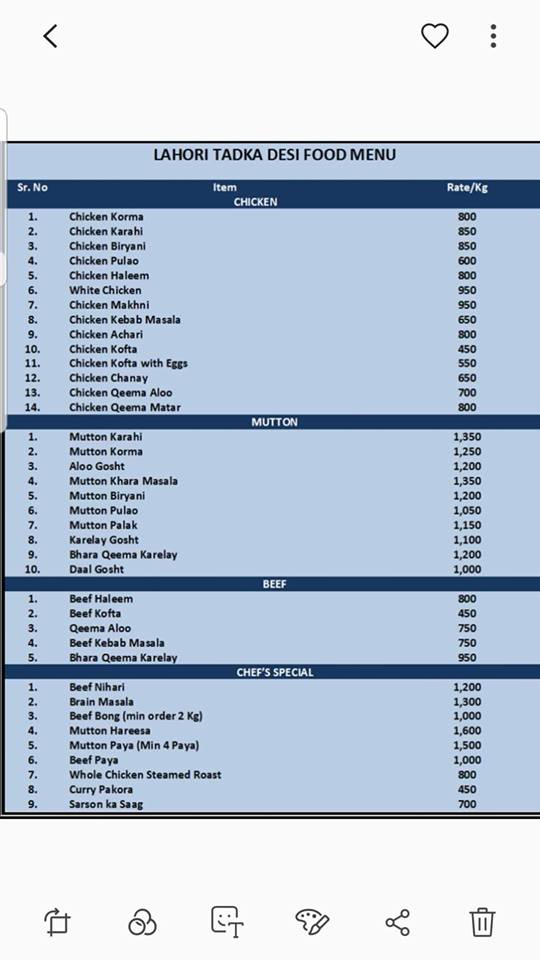 LAHORI TADKA DESI FOOD MENU
Sr. No Item Rate/Kg
CHICKEN
1. Chicken Korma 800
2. Chicken Karahi 850
3. Chicken Biryani 850
4. Chicken Pulao 600
5. Chicken Haleem 800
6. White Chicken 950
7. Chicken Makhni 950
8. Chicken Kebab Masala 650
9. Chicken Achari 800
10. Chicken Kofta 450
11. Chicken Kofta with Eggs 550
12. Chicken Chanay 650
13. Chicken Qeema Aloo 700
14. Chicken Qeema Matar 800
MUTTON
1. Mutton Karahi 1,350
2. Mutton Korma 1,250
3. Aloo Gosht 1,200
4. Mutton Khara Masala 1,350
5. Mutton Biryani 1,200
6. Mutton Pulao 1,050
7. Mutton Palak 1,150
8. Karelay Gosht 1,100
9. Bhara Qeema Karelay 1,200
10. Daal Gosht 1,000
BEEF
1. Beef Haleem 800
2. Beef Kofta 450
3. Qeema Aloo 750
4. Beef Kebab Masala 750
5. Bhara Qeema Karelay 950
CHEF'S SPECIAL
1. Beef Nihari 1,200
2. Brain Masala 1,300
3. Beef Bong (min order 2 Kg) 1,000
4. Mutton Hareesa 1,600
5. Mutton Paya (Min 4 Paya) 1,500
6. Beef Paya 1,000
7. Whole Chicken Steamed Roast 800
8. Curry Pakora 450
9. Sarson ka Saag 700
T